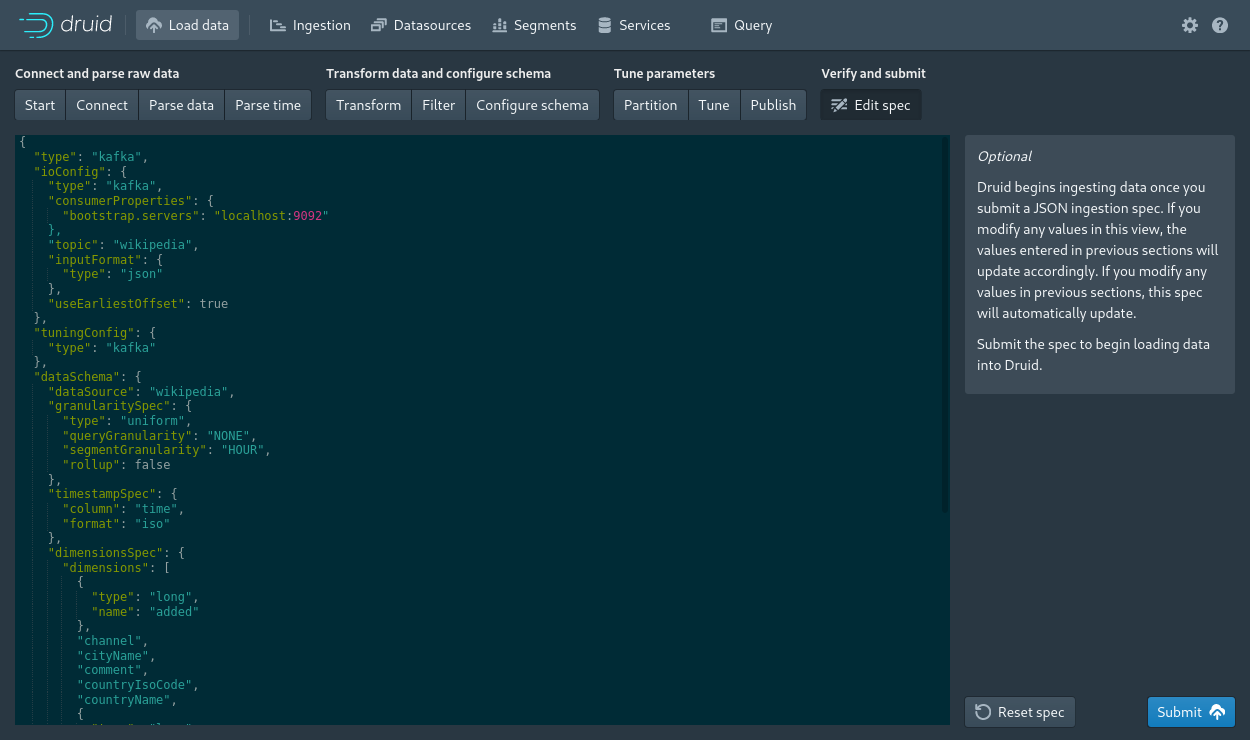 druid Load data Ingestion Datasources Segments Services Query
Connect and parse raw data Transform data and configure schema Tune parameters Verify and submit
Start Connect Parse data Parse time Transform Filter Configure schema Partition Tune Publish Edit spec
{
  "type": "kafka",
  "ioConfig": {
    "type": "kafka",
    "consumerProperties": {
      "bootstrap.servers": "localhost:9092"
    },
    "topic": "wikipedia",
    "inputFormat": {
      "type": "json"
    },
    "useEarliestOffset": true
  },
  "tuningConfig": {
    "type": "kafka"
  },
  "dataSchema": {
    "dataSource": "wikipedia",
    "granularitySpec": {
      "type": "uniform",
      "queryGranularity": "NONE",
      "segmentGranularity": "HOUR",
      "rollup": false
    },
    "timestampSpec": {
      "column": "time",
      "format": "iso"
    },
    "dimensionsSpec": {
      "dimensions": [
        {
          "type": "long",
          "name": "added"
        },
        "channel",
        "cityName",
        "comment",
        "countryIsoCode",
        "countryName",
        {
Optional
Druid begins ingesting data once you
submit a JSON ingestion spec. If you
modify any values in this view, the
values entered in previous sections will
update accordingly. If you modify any
values in previous sections, this spec
will automatically update.
Submit the spec to begin loading data
into Druid.
Reset spec Submit